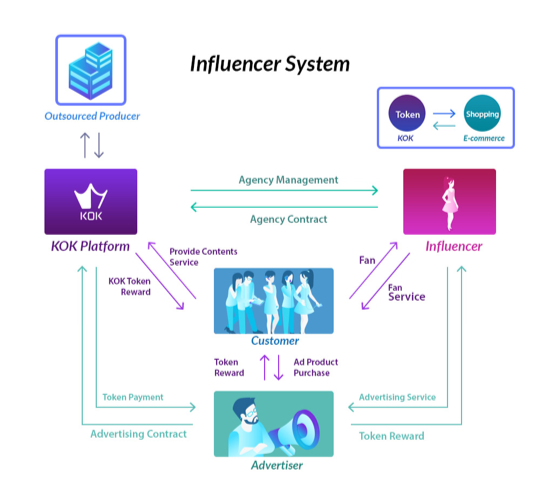 Influencer System
Outsourced Producer
Token
Shopping
KOK
E-commerce
Agency Management
KOK
Agency Contract
KOK Platform
Influencer
Provide Contents
Service
Fan
KOK Token
Reward
Fan
Service
Customer
Token
Reward
Ad Product
Purchase
Token Payment
Advertising Service
Advertising Contract
Token Reward
Advertiser